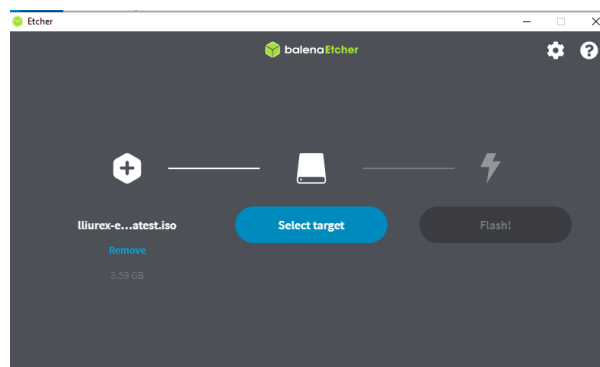 Etcher
balenaEtcher
lliurex-e...atest.iso
Select target
Flash!
Remove
3.59 GB